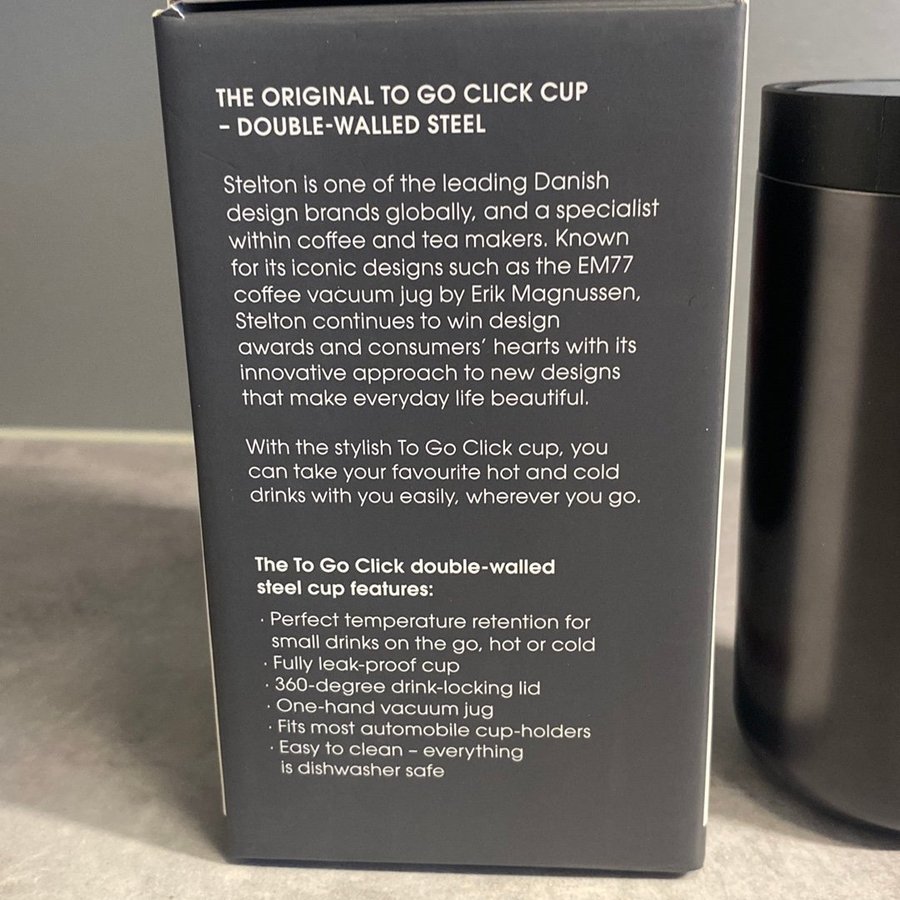 THE ORIGINAL TO GO CLICK CUP
– DOUBLE-WALLED STEEL
Stelton is one of the leading Danish
design brands globally, and a specialist
within coffee and tea makers. Known
for its iconic designs such as the EM77
coffee vacuum jug by Erik Magnussen,
Stelton continues to win design
awards and consumers’ hearts with its
innovative approach to new designs
that make everyday life beautiful.
With the stylish To Go Click cup, you
can take your favourite hot and cold
drinks with you easily, wherever you go.
The To Go Click double-walled
steel cup features:
· Perfect temperature retention for
small drinks on the go, hot or cold
· Fully leak-proof cup
· 360-degree drink-locking lid
· One-hand vacuum jug
· Fits most automobile cup-holders
· Easy to clean – everything
is dishwasher safe